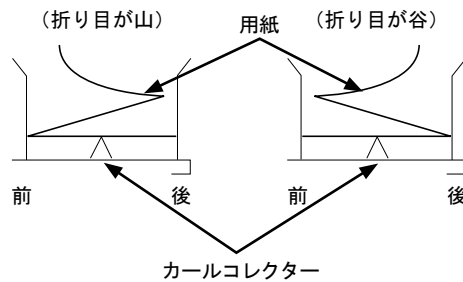 （折り目が山） 用紙 （折り目が谷）
前 後 前 後
カールコレクター